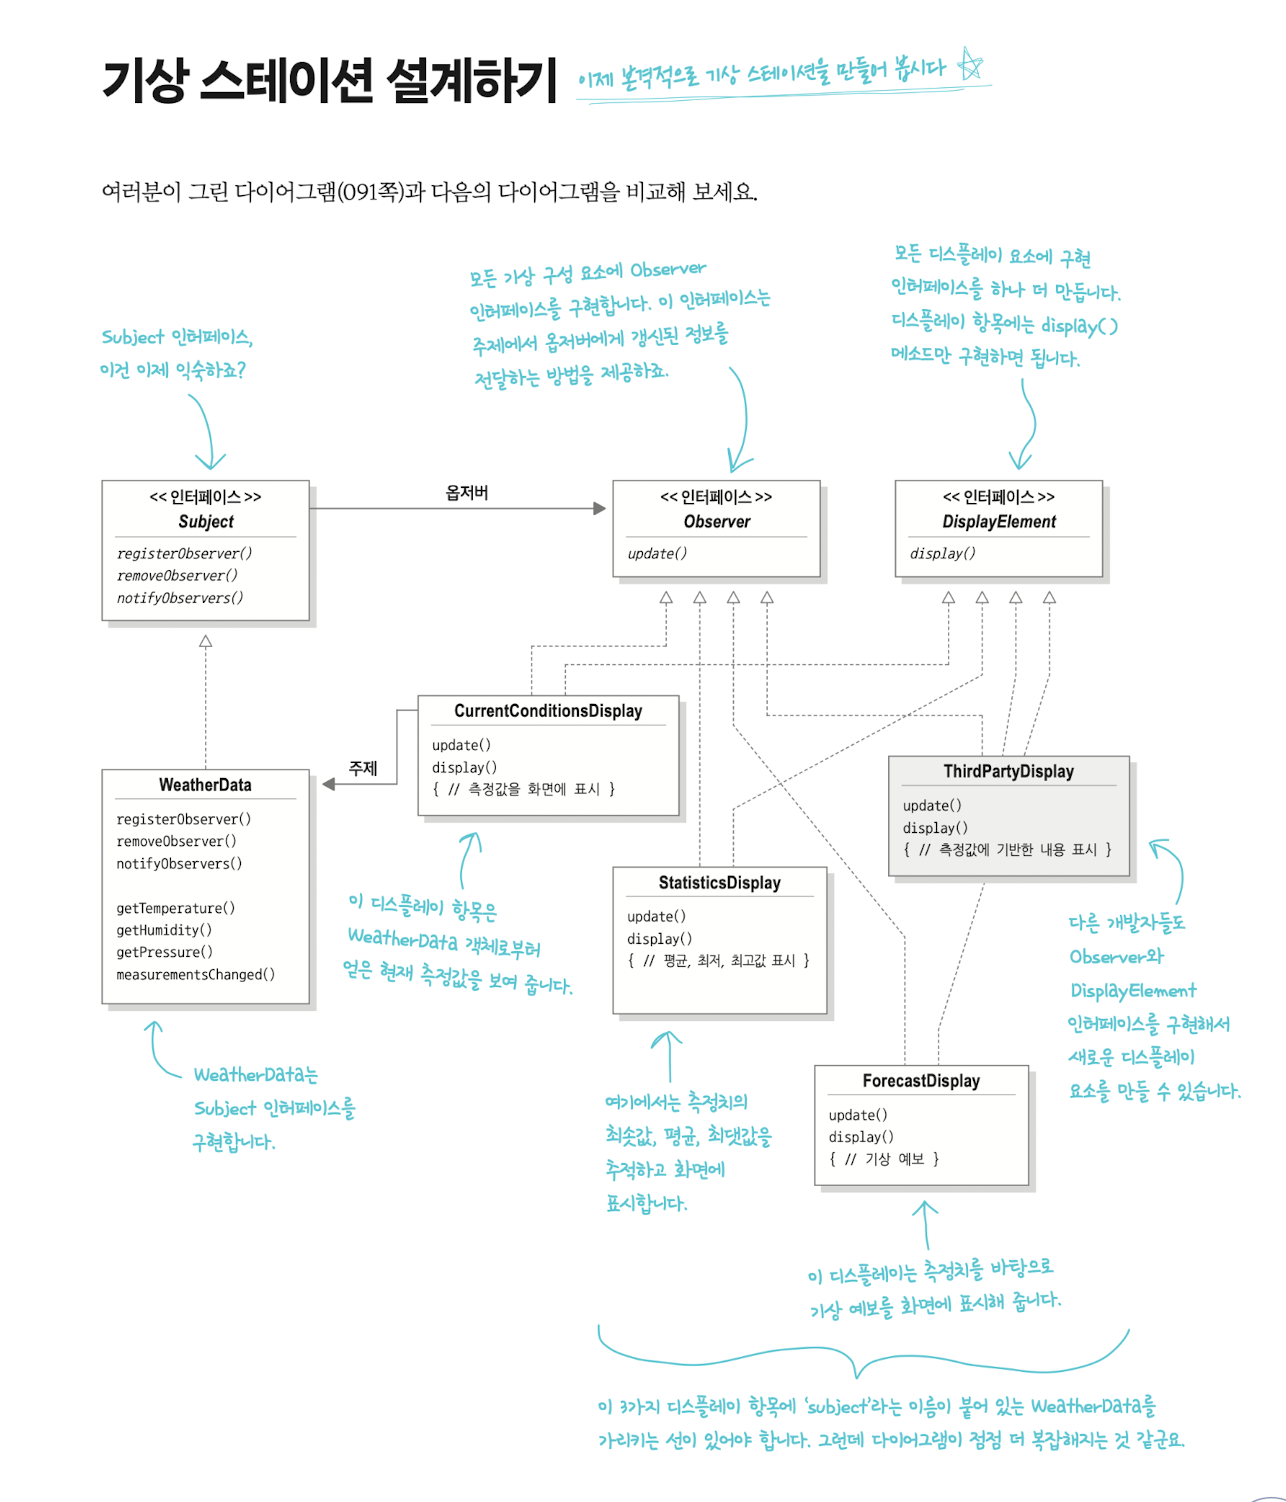 기상 스테이션 설계하기
이제 본격적으로 기상 스테이션을 만들어 봅시다
여러분이 그린 다이어그램(091쪽)과 다음의 다이어그램을 비교해 보세요.
Subject 인터페이스,
이건 이제 익숙하죠?
모든 기상 구성 요소에 Observer
인터페이스를 구현합니다. 이 인터페이스는
주제에서 옵저버에게 갱신된 정보를
전달하는 방법을 제공하죠.
모든 디스플레이 요소에 구현
인터페이스를 하나 더 만듭니다.
디스플레이 항목에는 display()
메소드만 구현하면 됩니다.
<< 인터페이스 >>
Subject
registerObserver()
removeObserver()
notifyObservers()
옵저버
<< 인터페이스 >>
Observer
update()
<< 인터페이스 >>
DisplayElement
display()
CurrentConditionsDisplay
update()
display()
{ // 측정값을 화면에 표시 }
주제
WeatherData
registerObserver()
removeObserver()
notifyObservers()
getTemperature()
getHumidity()
getPressure()
measurementsChanged()
ThirdPartyDisplay
update()
display()
{ // 측정값에 기반한 내용 표시 }
StatisticsDisplay
update()
display()
{ // 평균, 최저, 최고값 표시 }
이 디스플레이 항목은
WeatherData 객체로부터
얻은 현재 측정값을 보여 줍니다.
다른 개발자들도
Observer와
DisplayElement
인터페이스를 구현해서
새로운 디스플레이
요소를 만들 수 있습니다.
WeatherData는
Subject 인터페이스를
구현합니다.
여기에서는 측정치의
최솟값, 평균, 최댓값을
추적하고 화면에
표시합니다.
ForecastDisplay
update()
display()
{ // 기상 예보 }
이 디스플레이는 측정치를 바탕으로
기상 예보를 화면에 표시해 줍니다.
이 3가지 디스플레이 항목에 'subject'라는 이름이 붙어 있는 WeatherData를
가리키는 선이 있어야 합니다. 그런데 다이어그램이 점점 더 복잡해지는 것 같군요.